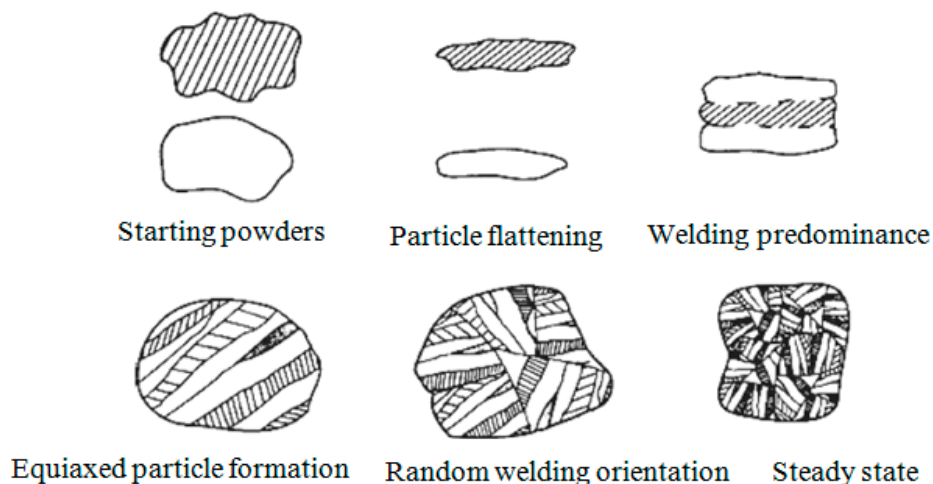 Starting powders
Particle flattening
Welding predominance
Equiaxed particle formation
Random welding orientation
Steady state